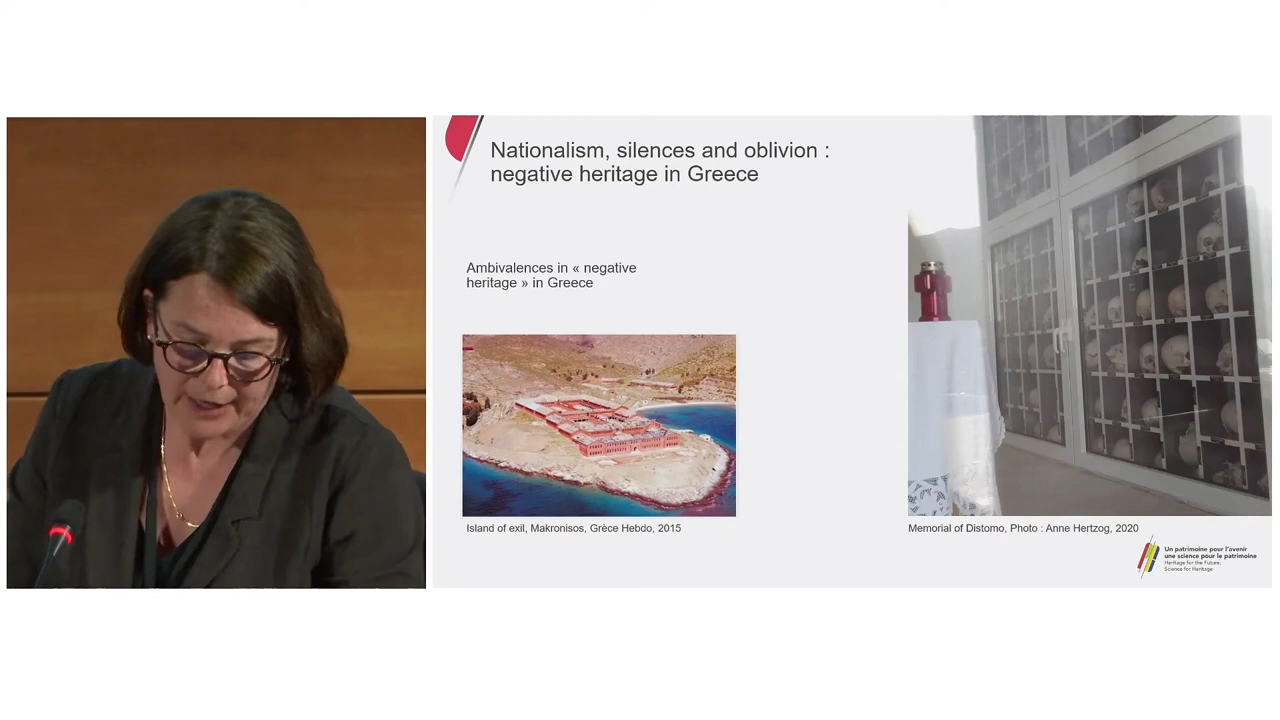 Nationalism, silences and oblivion :
negative heritage in Greece
Ambivalences in « negative
heritage » in Greece
Island of exil, Makronisos, Grèce Hebdo, 2015
Memorial of Distomo, Photo : Anne Hertzog, 2020
Un patrimoine pour l'avenir
une science pour le patrimoine
Heritage for the Future,
Science for Heritage